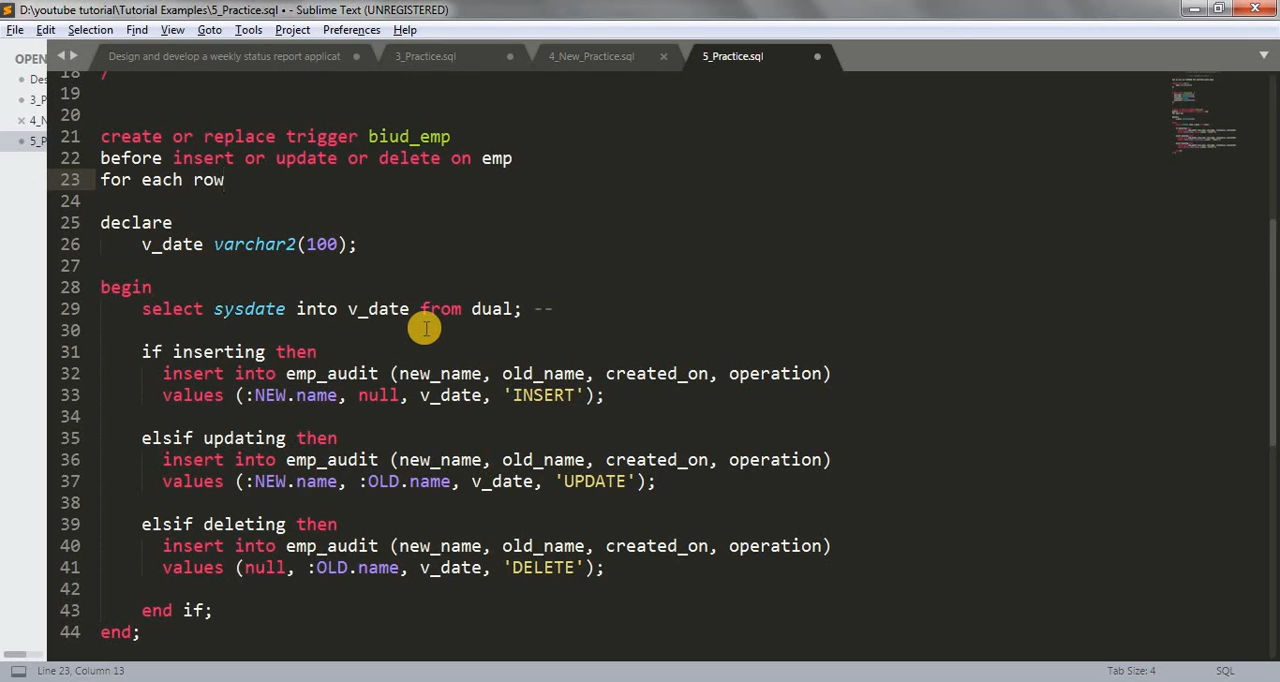 D:\youtube tutorial\Tutorial Examples\5_Practice.sql • - Sublime Text (UNREGISTERED)
File Edit Selection Find View Goto Tools Project Preferences Help
OPEN
Des
3_P
4_N
5_P
Design and develop a weekly status report applicat
3_Practice.sql
4_New_Practice.sql
5_Practice.sql
18 /
19
20
21 create or replace trigger biud_emp
22 before insert or update or delete on emp
23 for each row
24
25 declare
26 v_date varchar2(100);
27
28 begin
29 select sysdate into v_date from dual; --
30
31 if inserting then
32 insert into emp_audit (new_name, old_name, created_on, operation)
33 values (:NEW.name, null, v_date, 'INSERT');
34
35 elsif updating then
36 insert into emp_audit (new_name, old_name, created_on, operation)
37 values (:NEW.name, :OLD.name, v_date, 'UPDATE');
38
39 elsif deleting then
40 insert into emp_audit (new_name, old_name, created_on, operation)
41 values (null, :OLD.name, v_date, 'DELETE');
42
43 end if;
44 end;
Line 23, Column 13
Tab Size: 4
SQL